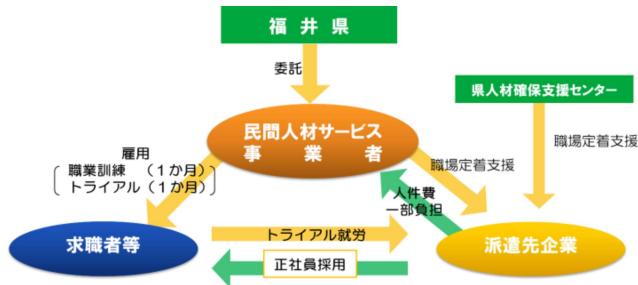 福井県
委託
県人材確保支援センター
民間人材サービス
事業者
職場定着支援
雇用
職業訓練 （１か月）
トライアル（１か月）
職場定着支援
人件費
一部負担
求職者等
トライアル就労
派遣先企業
正社員採用